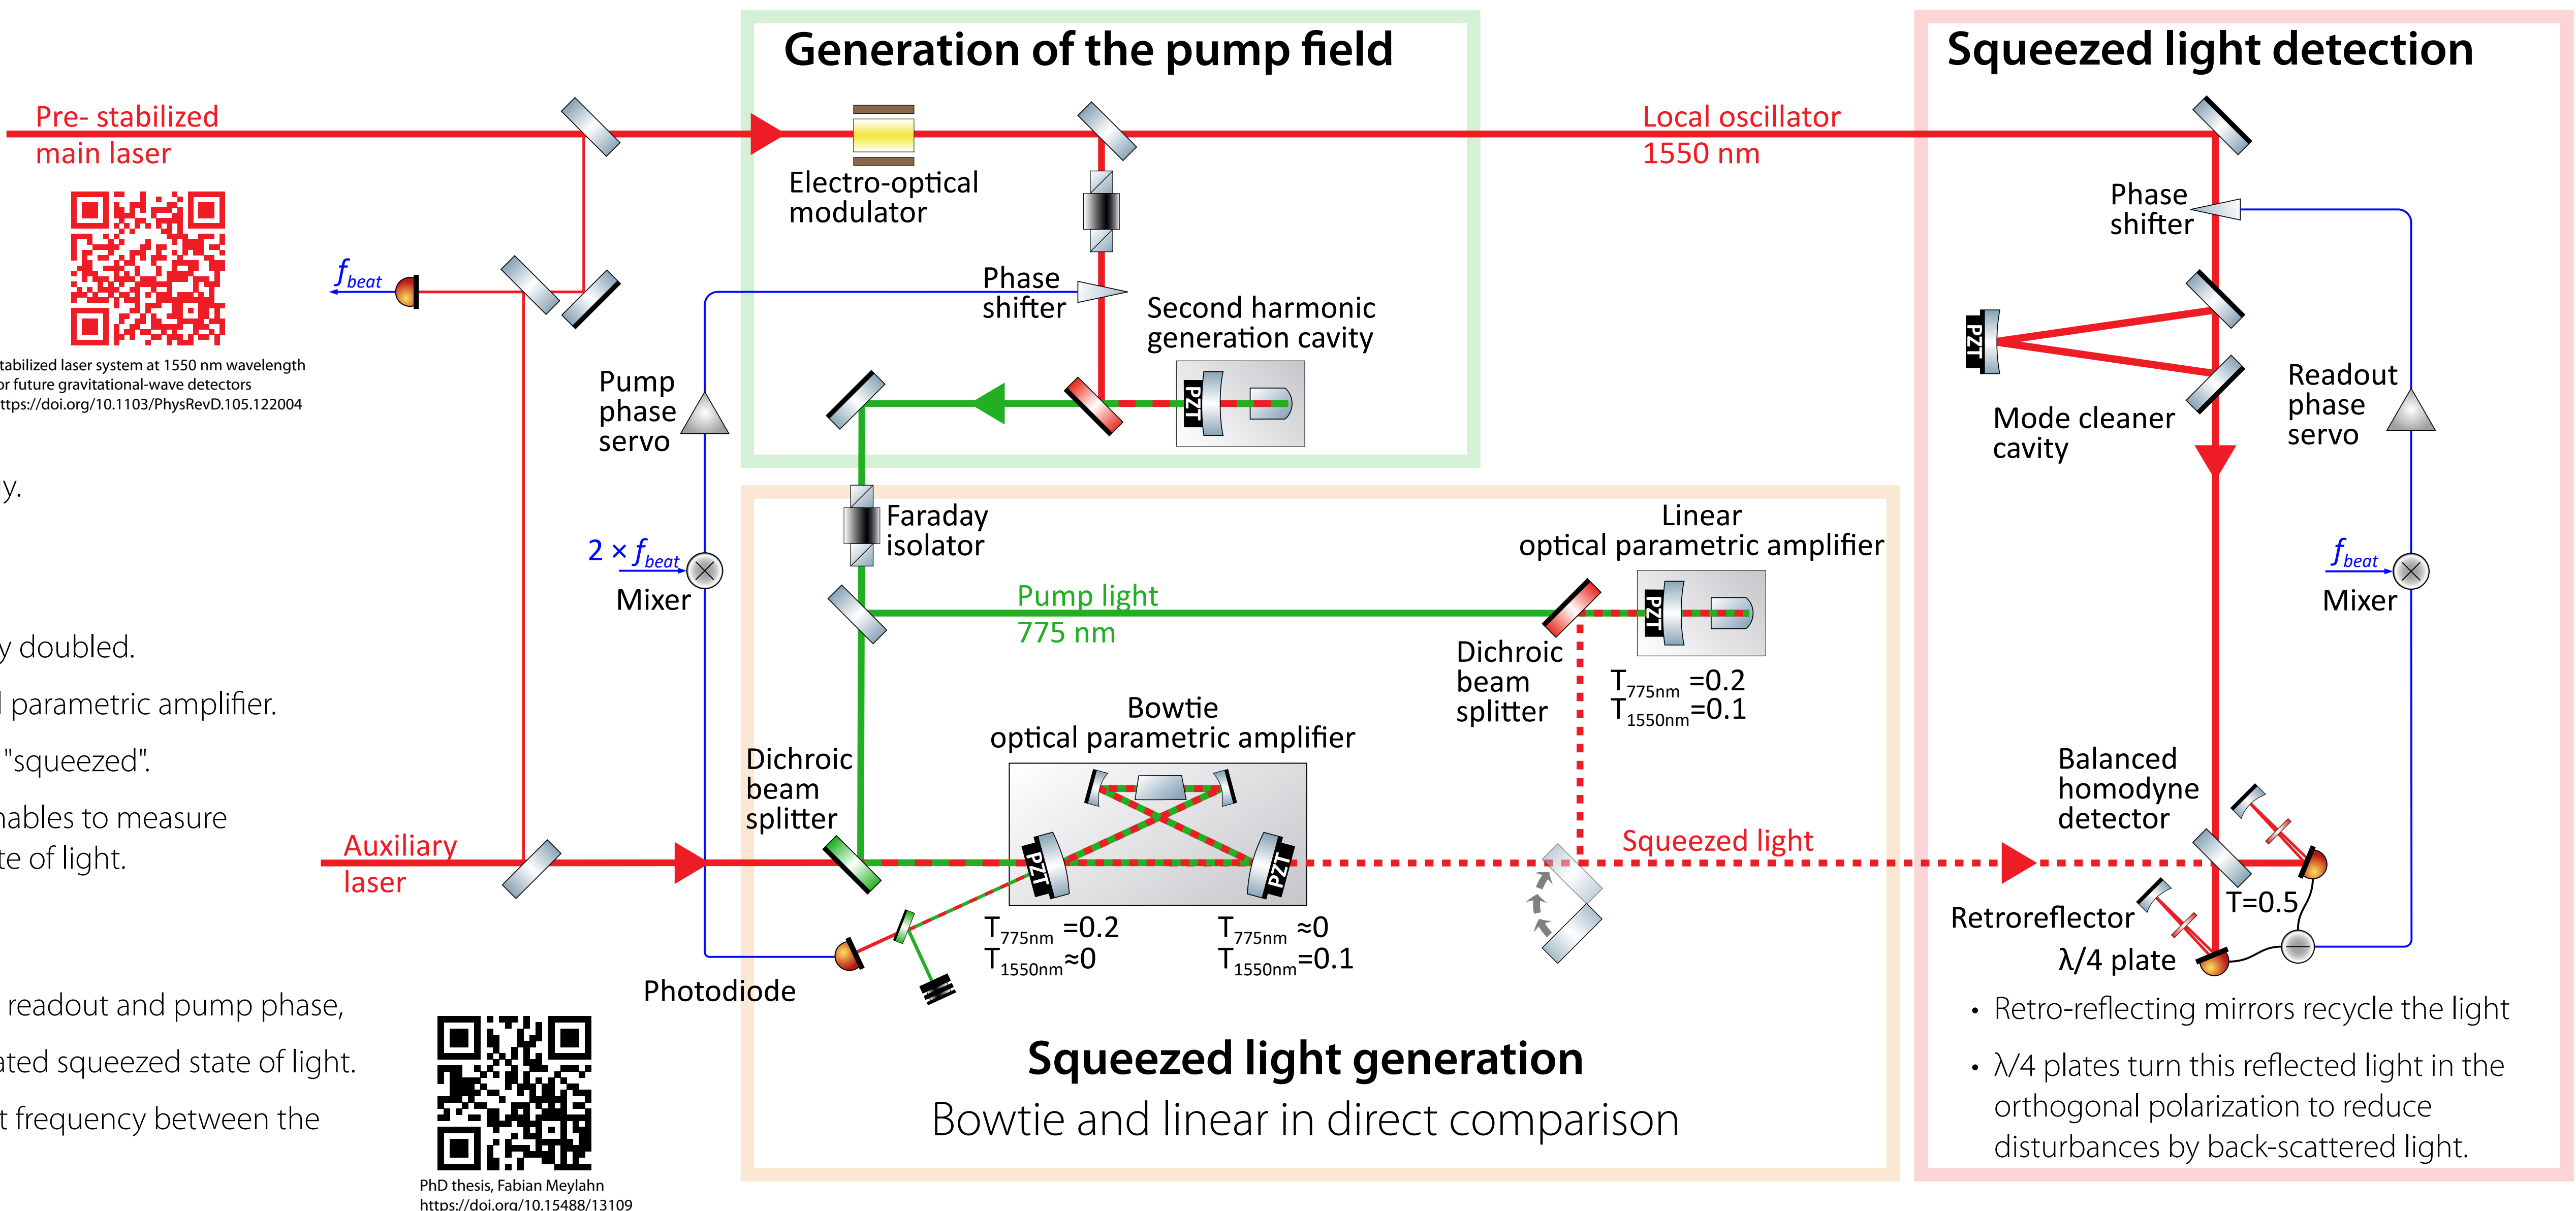 Generation of the pump field
Squeezed light detection
Pre- stabilized
main laser
Local oscillator
1550 nm
Electro-optical
modulator
Phase
shifter
f_beat
Phase
shifter
Second harmonic
generation cavity
PZT
PZT
tabilized laser system at 1550 nm wavelength
or future gravitational-wave detectors
ttps://doi.org/10.1103/PhysRevD.105.122004
Pump
phase
servo
Mode cleaner
cavity
Readout
phase
servo
y.
Faraday
isolator
Linear
optical parametric amplifier
2 × f_beat
Mixer
f_beat
Mixer
Pump light
775 nm
PZT
y doubled.
Dichroic
beam
splitter
T775nm =0.2
T1550nm=0.1
l parametric amplifier.
Bowtie
optical parametric amplifier
"squeezed".
Dichroic
beam
splitter
Balanced
homodyne
detector
nables to measure
te of light.
Auxiliary
laser
PZT
PZT
Squeezed light
T=0.5
Retroreflector
λ/4 plate
T775nm =0.2
T1550nm≈0
T775nm ≈0
T1550nm=0.1
Photodiode
readout and pump phase,
ated squeezed state of light.
t frequency between the
Squeezed light generation
Bowtie and linear in direct comparison
• Retro-reflecting mirrors recycle the light
• λ/4 plates turn this reflected light in the
orthogonal polarization to reduce
disturbances by back-scattered light.
PhD thesis, Fabian Meylahn
https://doi.org/10.15488/13109